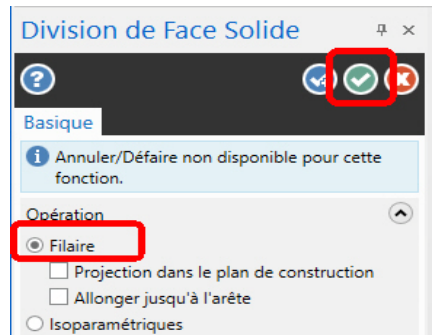 Division de Face Solide
Basique
Annuler/Défaire non disponible pour cette
fonction.
Opération
Filaire
Projection dans le plan de construction
Allonger jusqu'à l'arête
Isoparamétriques